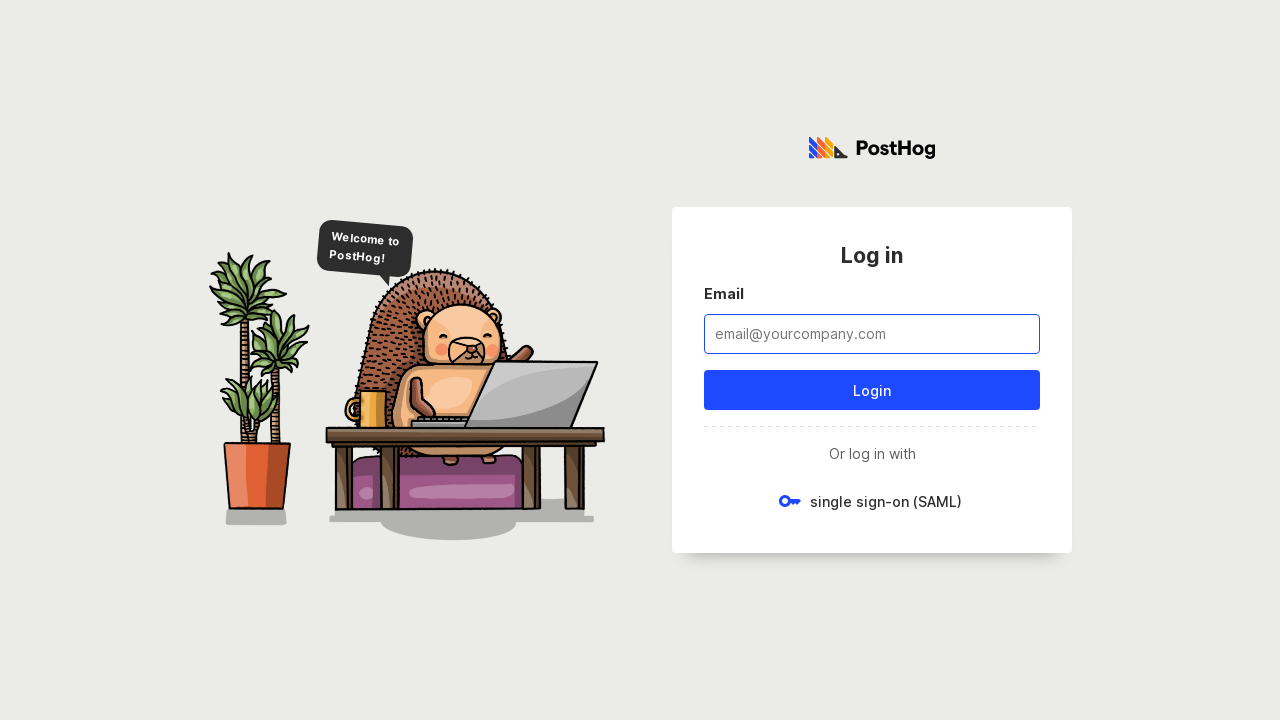 PostHog
Welcome to
PostHog!
Log in
Email
email@yourcompany.com
Login
Or log in with
single sign-on (SAML)